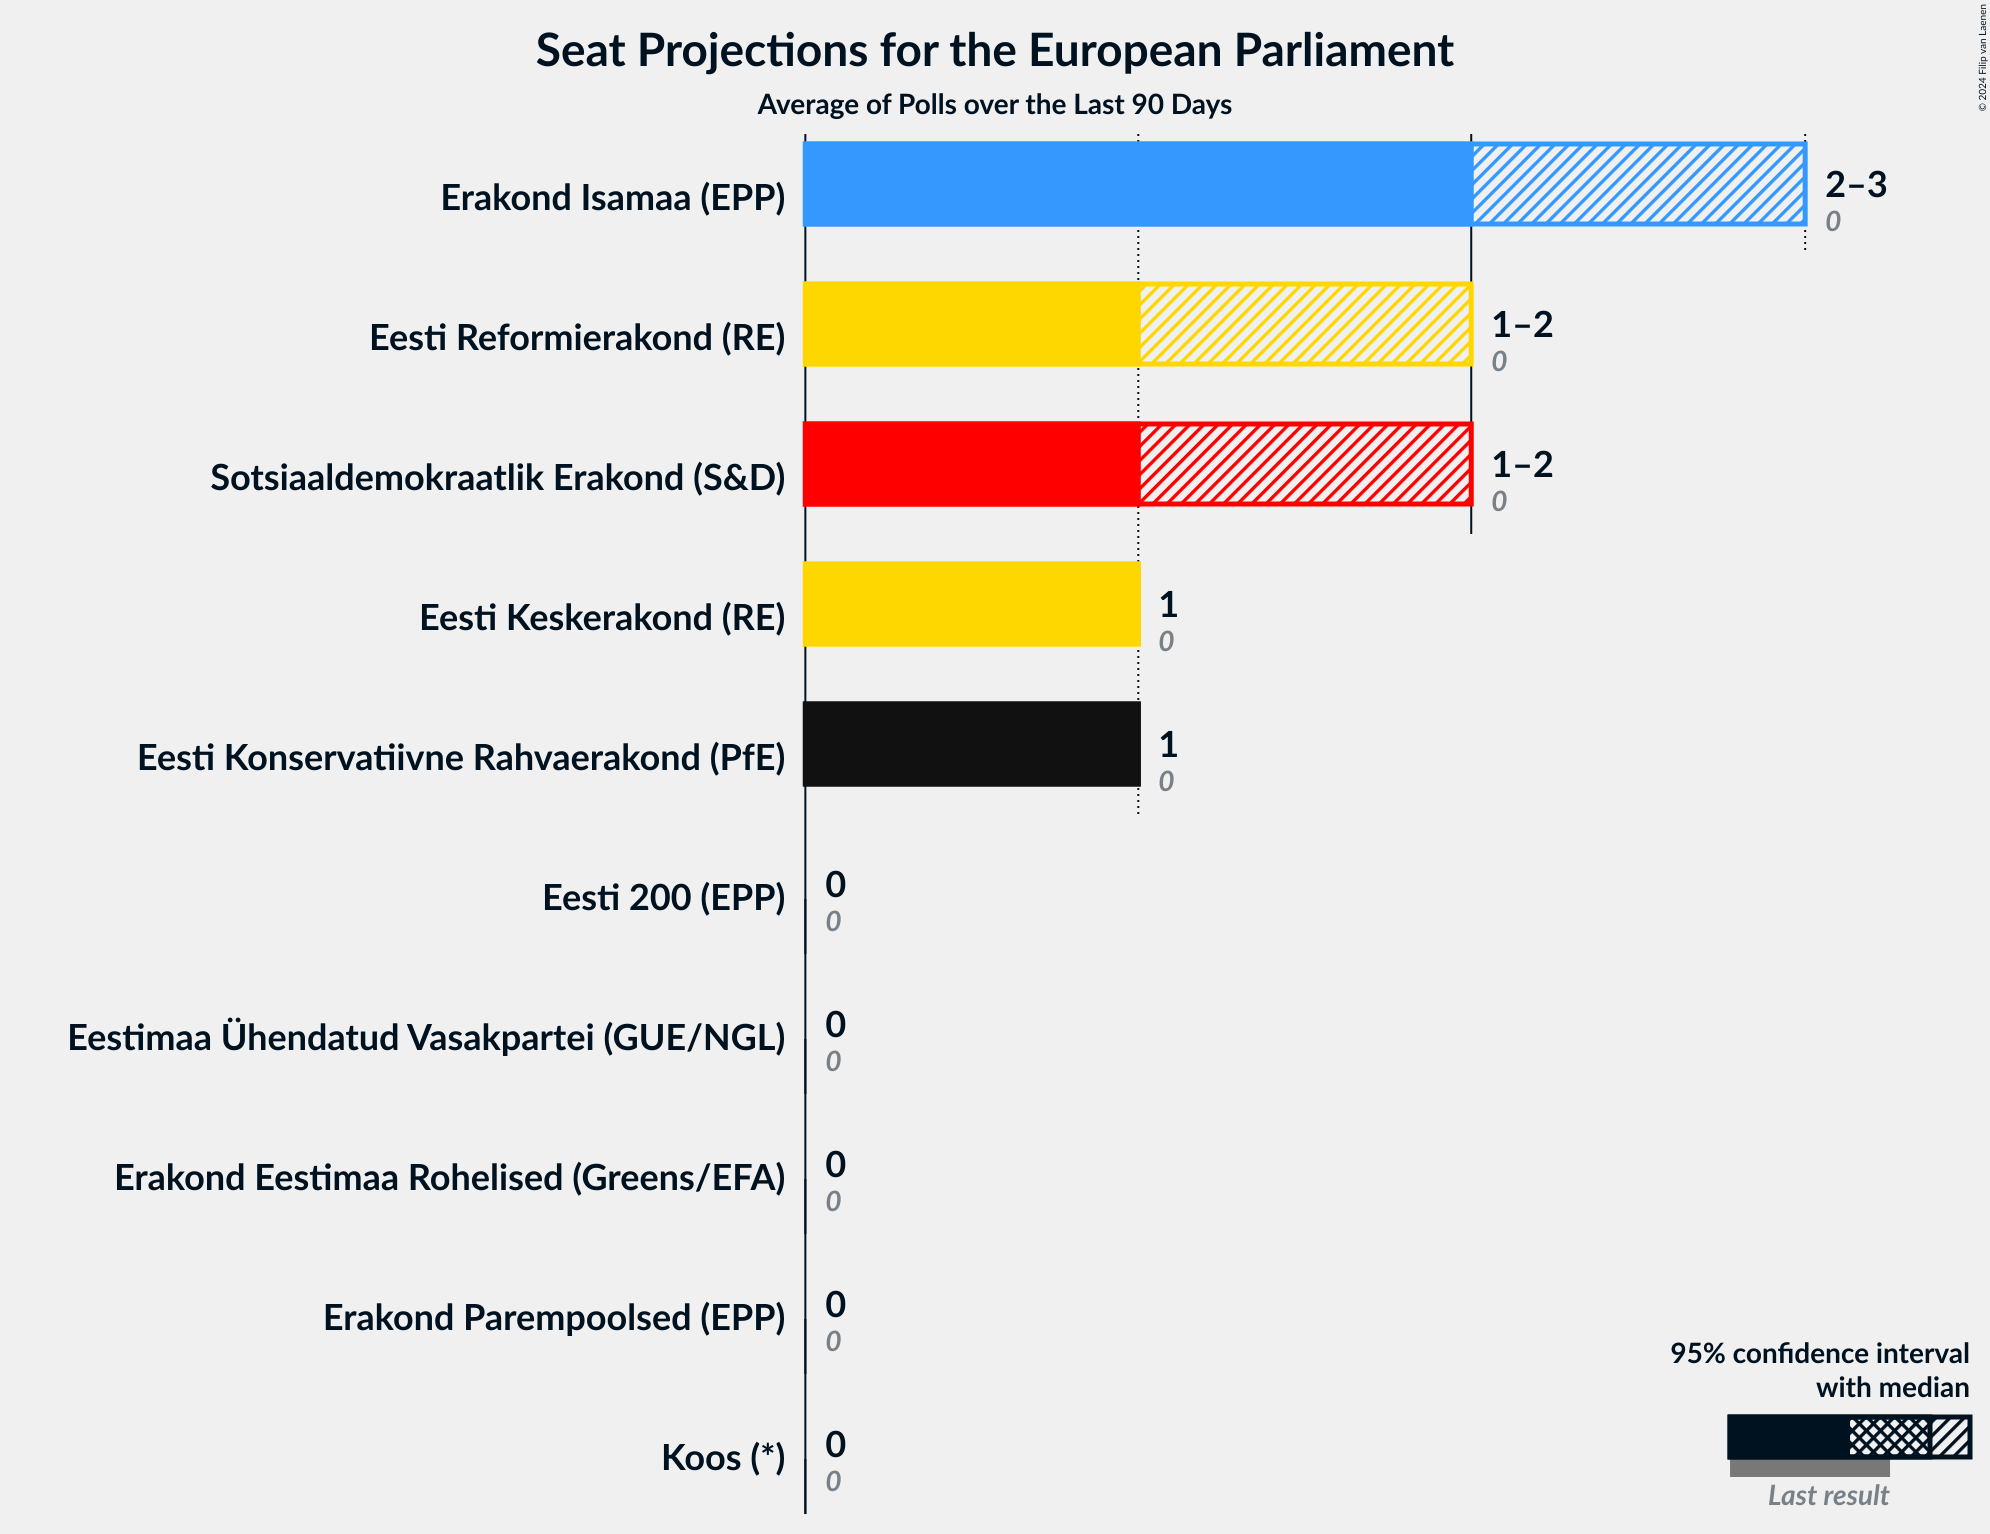 Seat Projections for the European Parliament
Average of Polls over the Last 90 Days
© 2024 Filip van Laenen
Erakond Isamaa (EPP)
2–3
0
Eesti Reformierakond (RE)
1–2
0
Sotsiaaldemokraatlik Erakond (S&D)
1–2
0
Eesti Keskerakond (RE)
1
0
Eesti Konservatiivne Rahvaerakond (PfE)
1
0
Eesti 200 (EPP)
0
0
Eestimaa Ühendatud Vasakpartei (GUE/NGL)
0
0
Erakond Eestimaa Rohelised (Greens/EFA)
0
0
Erakond Parempoolsed (EPP)
0
0
Koos (*)
0
0
95% confidence interval
with median
Last result